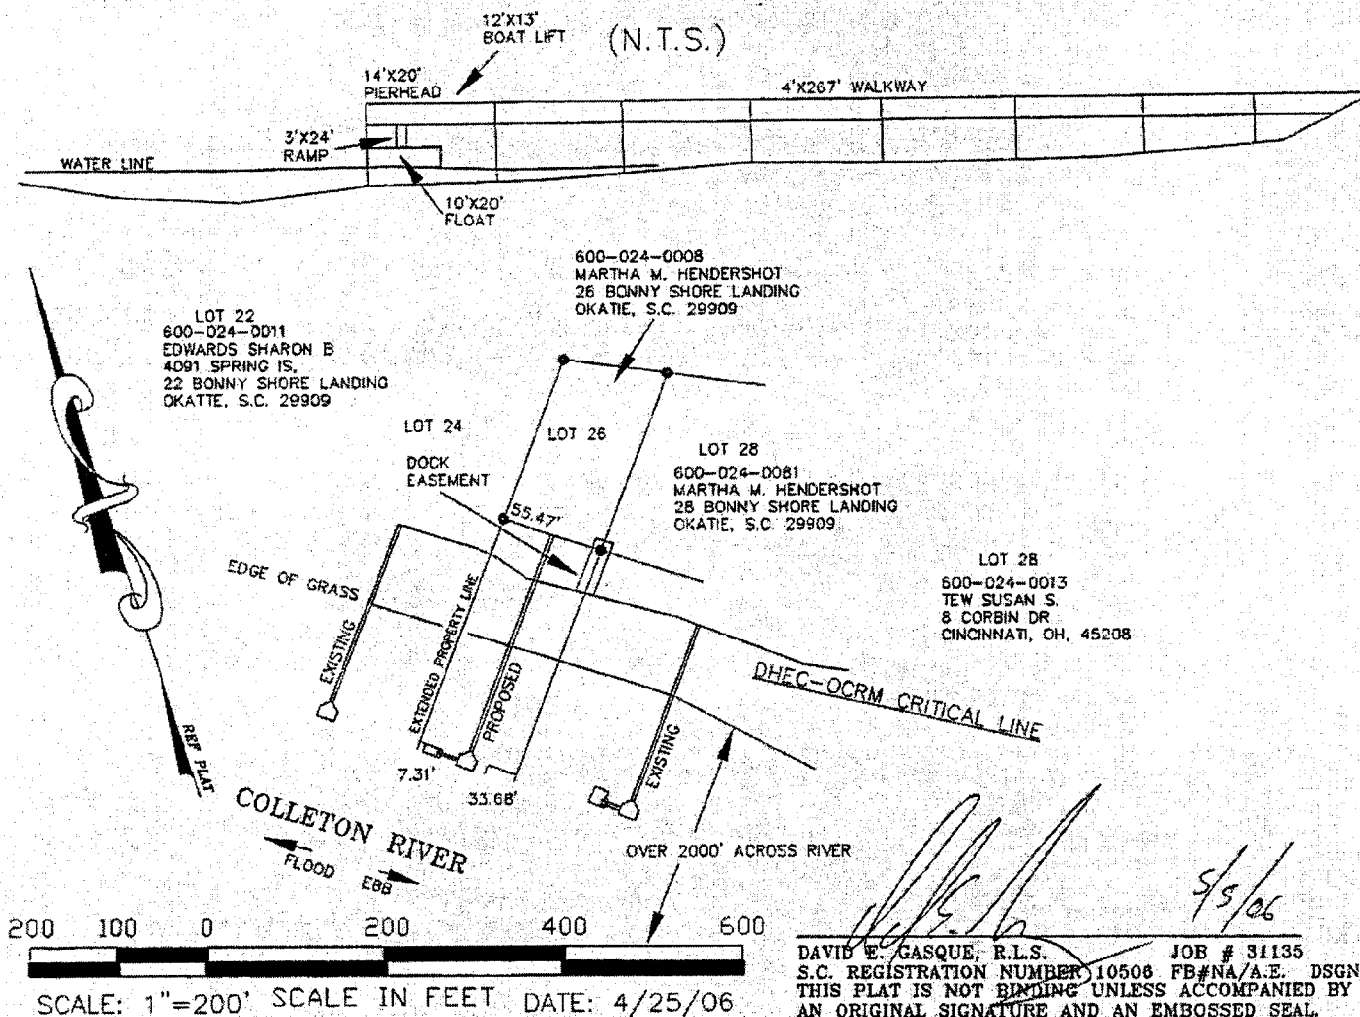 12'X13'
BOAT LIFT
(N.T.S.)
14'X20'
PIERHEAD
4'X267' WALKWAY
3'X24'
RAMP
WATER LINE
10'X20'
FLOAT
600-024-0008
MARTHA M. HENDERSHOT
26 BONNY SHORE LANDING
OKATIE, S.C. 29909
LOT 22
600-024-0011
EDWARDS SHARON B
4091 SPRING IS.
22 BONNY SHORE LANDING
OKATTE, S.C. 29909
LOT 24
LOT 26
DOCK
EASEMENT
LOT 28
600-024-0081
MARTHA M. HENDERSHOT
28 BONNY SHORE LANDING
OKATIE, S.C. 29909
55.47'
LOT 28
600-024-0013
TEW SUSAN S.
8 CORBIN DR
CINCINNATI, OH, 45208
EDGE OF GRASS
EXISTING
EXTENDED PROPERTY LINE
PROPOSED
EXISTING
DHEC-OCRM CRITICAL LINE
REF PLAT
7.31'
33.68'
COLLETON RIVER
FLOOD
EBB
OVER 2000' ACROSS RIVER
5/5/06
200 100 0 200 400 600
SCALE: 1"=200' SCALE IN FEET DATE: 4/25/06
DAVID E. GASQUE, R.L.S. JOB # 31135
S.C. REGISTRATION NUMBER 10506 FB#NA/A.E. DSGN
THIS PLAT IS NOT BINDING UNLESS ACCOMPANIED BY
AN ORIGINAL SIGNATURE AND AN EMBOSSED SEAL.